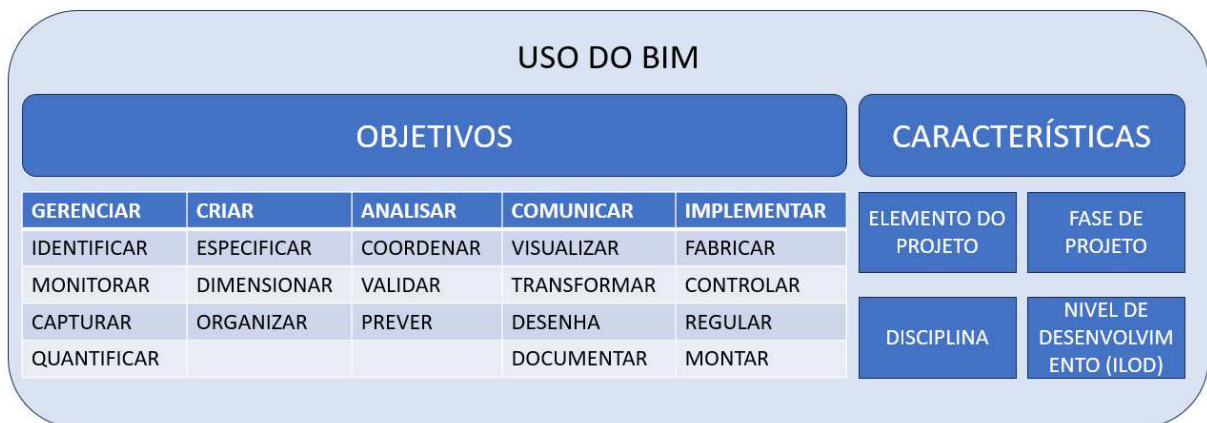 USO DO BIM
OBJETIVOS
CARACTERÍSTICAS
GERENCIAR CRIAR ANALISAR COMUNICAR IMPLEMENTAR
IDENTIFICAR ESPECIFICAR COORDENAR VISUALIZAR FABRICAR
MONITORAR DIMENSIONAR VALIDAR TRANSFORMAR CONTROLAR
CAPTURAR ORGANIZAR PREVER DESENHA REGULAR
QUANTIFICAR DOCUMENTAR MONTAR
ELEMENTO DO
PROJETO
FASE DE
PROJETO
DISCIPLINA
NIVEL DE
DESENVOLVIM
ENTO (ILOD)